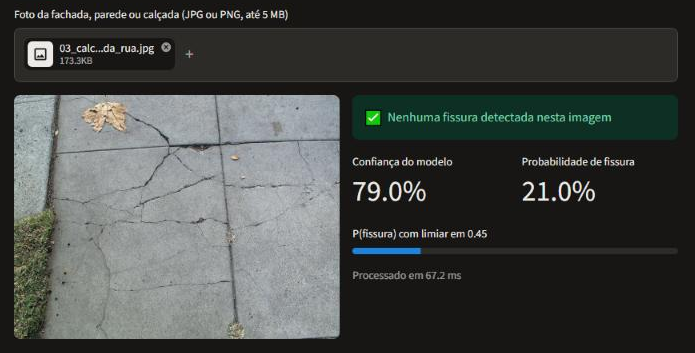 Foto da fachada, parede ou calçada (JPG ou PNG, até 5 MB)
03_calc...da_rua.jpg
173.3KB
Nenhuma fissura detectada nesta imagem
Confiança do modelo
Probabilidade de fissura
79.0%
21.0%
P(fissura) com limiar em 0.45
Processado em 67.2 ms